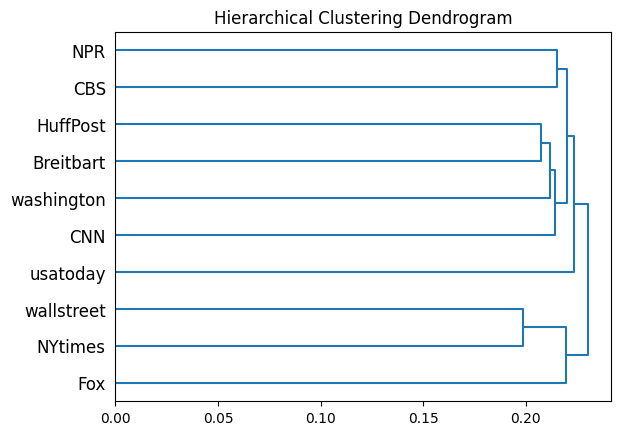 Hierarchical Clustering Dendrogram
NPR
CBS
HuffPost
Breitbart
washington
CNN
usatoday
wallstreet
NYtimes
Fox
0.00 0.05 0.10 0.15 0.20